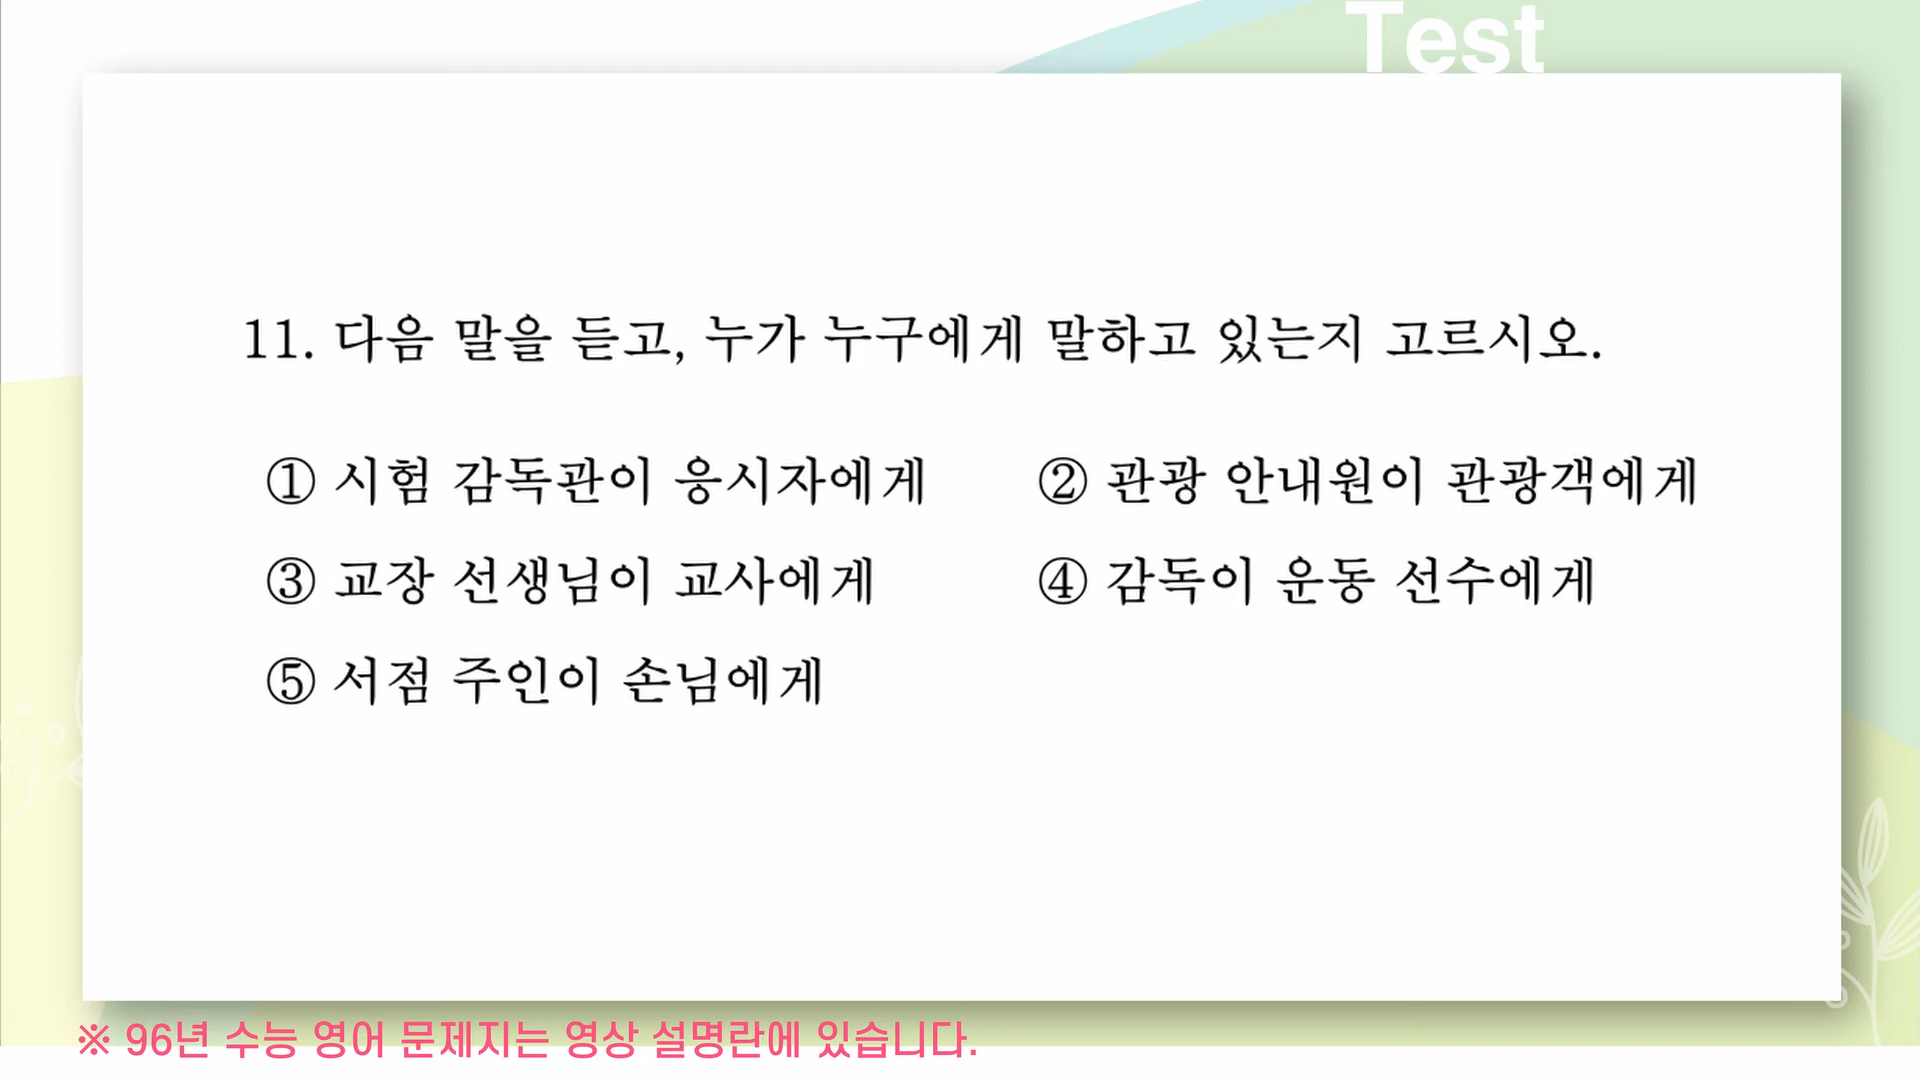 Test
11. 다음 말을 듣고, 누가 누구에게 말하고 있는지 고르시오.
① 시험 감독관이 응시자에게 ② 관광 안내원이 관광객에게
③ 교장 선생님이 교사에게 ④ 감독이 운동 선수에게
⑤ 서점 주인이 손님에게
※ 96년 수능 영어 문제지는 영상 설명란에 있습니다.